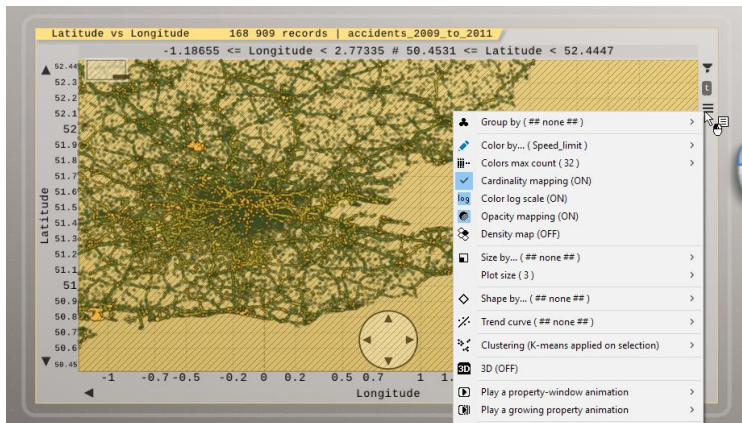 Latitude vs Longitude 168 909 records | accidents_2009_to_2011
-1.18655 <= Longitude < 2.77335 # 50.4531 <= Latitude < 52.4447
52.44
52.3
52.2
52.1
52
51.9
51.8
51.7
51.6
51.5
51.4
51.3
51.2
51.1
51
50.9
50.8
50.7
50.6
50.45
Latitude
t
Group by ( ## none ## )
Color by... ( Speed_limit )
Colors max count ( 32 )
Cardinality mapping (ON)
log Color log scale (ON)
Opacity mapping (ON)
Density map (OFF)
Size by... ( ## none ## )
Plot size ( 3 )
Shape by... ( ## none ## )
Trend curve ( ## none ## )
Clustering (K-means applied on selection)
3D 3D (OFF)
Play a property-window animation
Play a growing property animation
-1 -0.7 -0.5 -0.2 0 0.2 0.5 0.7 1 1.
Longitude